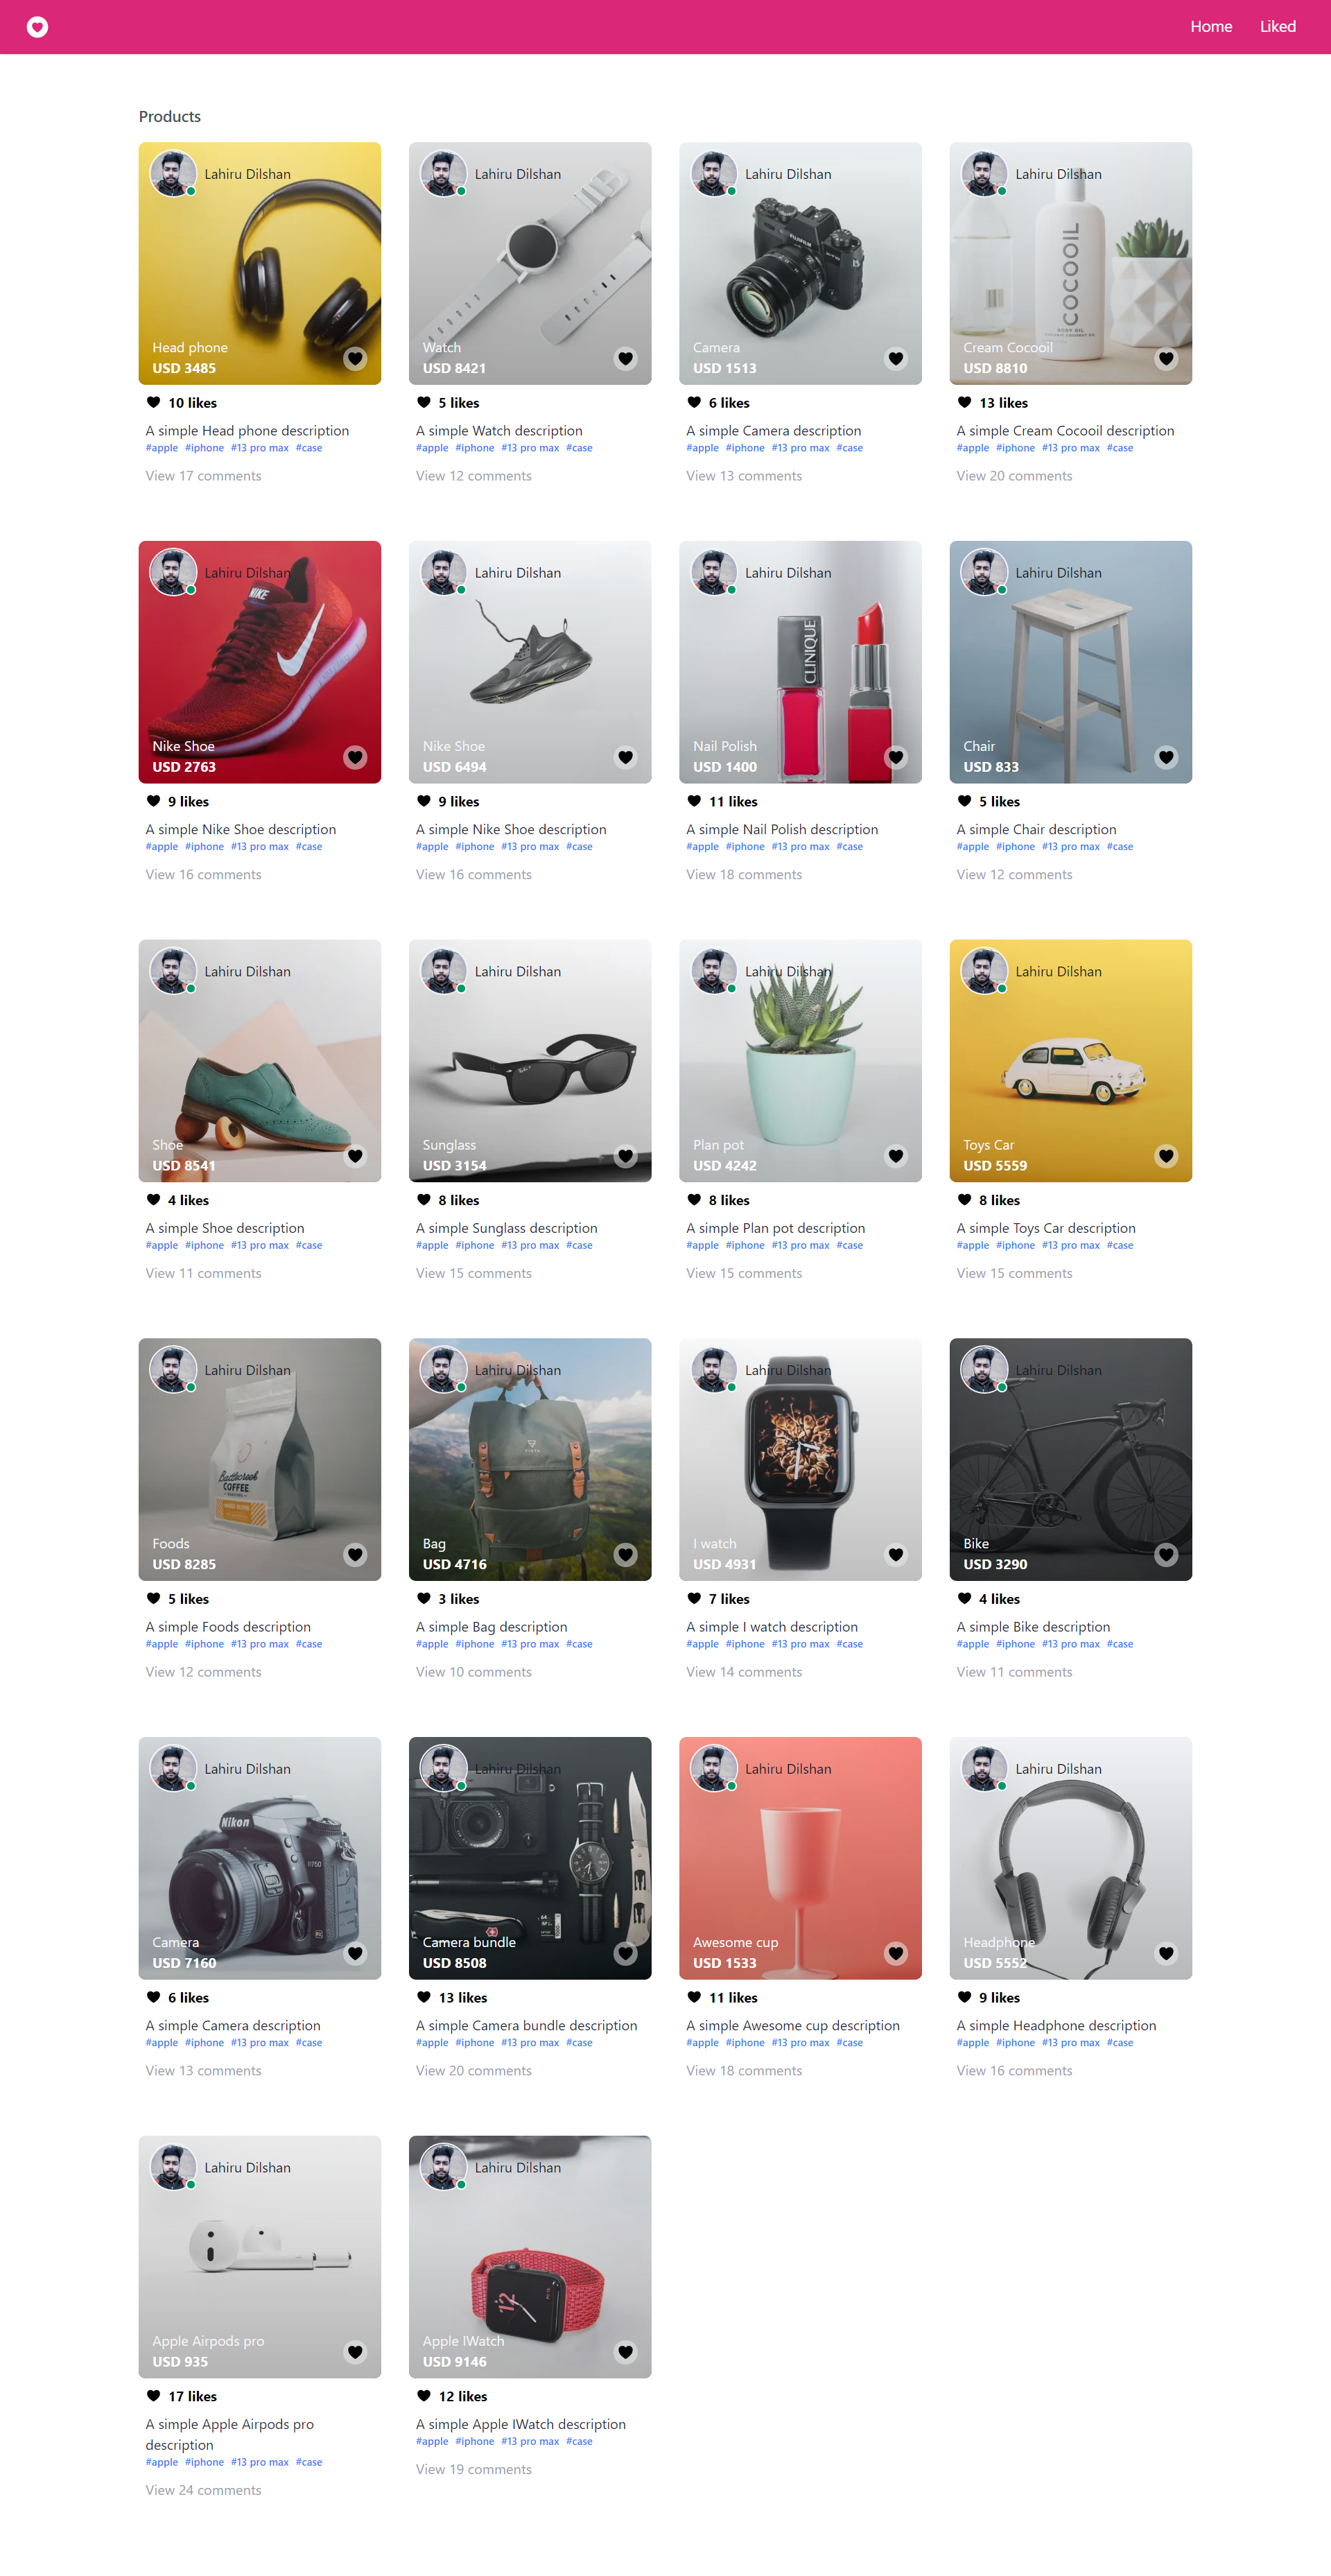 Home Liked
Products
Lahiru Dilshan
Head phone
USD 3485
10 likes
A simple Head phone description
#apple #iphone #13 pro max #case
View 17 comments
Lahiru Dilshan
Watch
USD 8421
5 likes
A simple Watch description
#apple #iphone #13 pro max #case
View 12 comments
Lahiru Dilshan
FUJIFILM
Camera
USD 1513
6 likes
A simple Camera description
#apple #iphone #13 pro max #case
View 13 comments
Lahiru Dilshan
COCOOIL
BODY OIL
Cream Cocooil
USD 8810
13 likes
A simple Cream Cocooil description
#apple #iphone #13 pro max #case
View 20 comments
Lahiru Dilshan
NIKE
Nike Shoe
USD 2763
9 likes
A simple Nike Shoe description
#apple #iphone #13 pro max #case
View 16 comments
Lahiru Dilshan
Nike Shoe
USD 6494
9 likes
A simple Nike Shoe description
#apple #iphone #13 pro max #case
View 16 comments
Lahiru Dilshan
CLINIQUE
Nail Polish
USD 1400
11 likes
A simple Nail Polish description
#apple #iphone #13 pro max #case
View 18 comments
Lahiru Dilshan
Chair
USD 833
5 likes
A simple Chair description
#apple #iphone #13 pro max #case
View 12 comments
Lahiru Dilshan
Shoe
USD 8541
4 likes
A simple Shoe description
#apple #iphone #13 pro max #case
View 11 comments
Lahiru Dilshan
Sunglass
USD 3154
8 likes
A simple Sunglass description
#apple #iphone #13 pro max #case
View 15 comments
Lahiru Dilshan
Plan pot
USD 4242
8 likes
A simple Plan pot description
#apple #iphone #13 pro max #case
View 15 comments
Lahiru Dilshan
Toys Car
USD 5559
8 likes
A simple Toys Car description
#apple #iphone #13 pro max #case
View 15 comments
Lahiru Dilshan
Battlecreek
COFFEE
Foods
USD 8285
5 likes
A simple Foods description
#apple #iphone #13 pro max #case
View 12 comments
Lahiru Dilshan
Bag
USD 4716
3 likes
A simple Bag description
#apple #iphone #13 pro max #case
View 10 comments
Lahiru Dilshan
I watch
USD 4931
7 likes
A simple I watch description
#apple #iphone #13 pro max #case
View 14 comments
Lahiru Dilshan
Bike
USD 3290
4 likes
A simple Bike description
#apple #iphone #13 pro max #case
View 11 comments
Lahiru Dilshan
Nikon
D750
Camera
USD 7160
6 likes
A simple Camera description
#apple #iphone #13 pro max #case
View 13 comments
Lahiru Dilshan
Camera bundle
USD 8508
13 likes
A simple Camera bundle description
#apple #iphone #13 pro max #case
View 20 comments
Lahiru Dilshan
Awesome cup
USD 1533
11 likes
A simple Awesome cup description
#apple #iphone #13 pro max #case
View 18 comments
Lahiru Dilshan
Headphone
USD 5552
9 likes
A simple Headphone description
#apple #iphone #13 pro max #case
View 16 comments
Lahiru Dilshan
Apple Airpods pro
USD 935
17 likes
A simple Apple Airpods pro
description
#apple #iphone #13 pro max #case
View 24 comments
Lahiru Dilshan
12
Apple IWatch
USD 9146
12 likes
A simple Apple IWatch description
#apple #iphone #13 pro max #case
View 19 comments